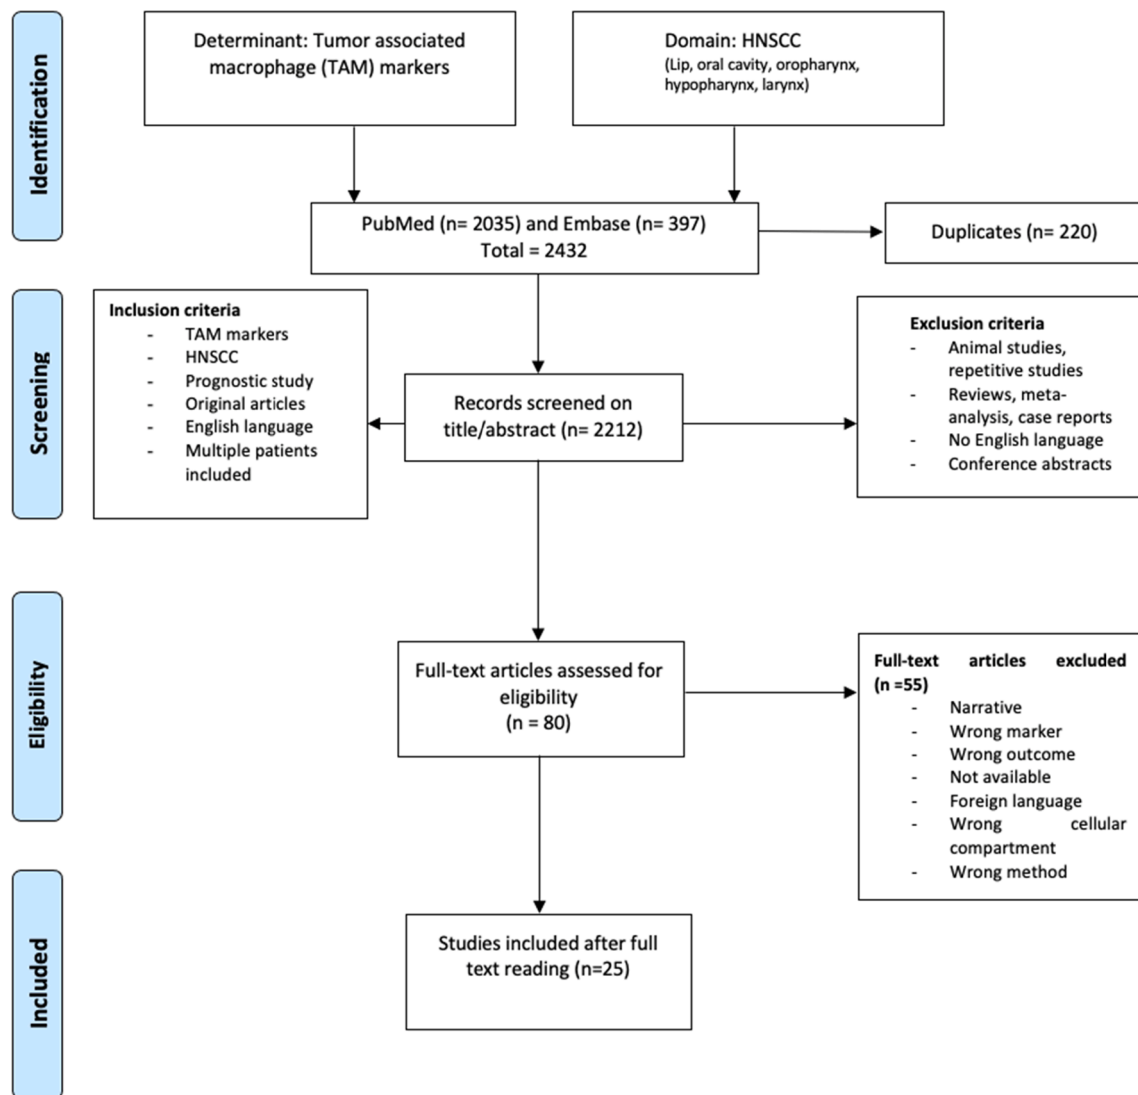 Identification
Determinant: Tumor associated
macrophage (TAM) markers
Domain: HNSCC
(Lip, oral cavity, oropharynx,
hypopharynx, larynx)
PubMed (n= 2035) and Embase (n= 397)
Total = 2432
Duplicates (n= 220)
Screening
Inclusion criteria
- TAM markers
- HNSCC
- Prognostic study
- Original articles
- English language
- Multiple patients
included
Records screened on
title/abstract (n= 2212)
Exclusion criteria
- Animal studies,
repetitive studies
- Reviews, meta-
analysis, case reports
- No English language
- Conference abstracts
Eligibility
Full-text articles assessed for
eligibility
(n = 80)
Full-text articles excluded
(n =55)
- Narrative
- Wrong marker
- Wrong outcome
- Not available
- Foreign language
- Wrong cellular
compartment
- Wrong method
Included
Studies included after full
text reading (n=25)